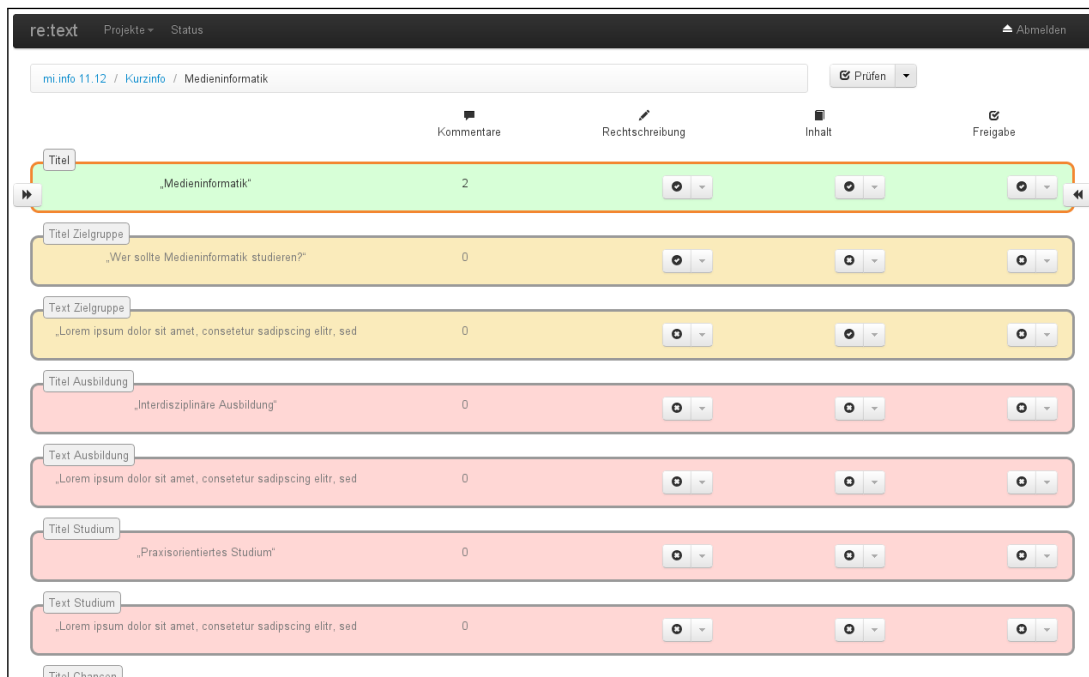 re:text Projekte Status Abmelden
mi.info 11.12 / Kurzinfo / Medieninformatik Prüfen
Kommentare Rechtschreibung Inhalt Freigabe
Titel
„Medieninformatik“ 2
Titel Zielgruppe
„Wer sollte Medieninformatik studieren?“ 0
Text Zielgruppe
„Lorem ipsum dolor sit amet, consetetur sadipscing elitr, sed 0
Titel Ausbildung
„Interdisziplinäre Ausbildung“ 0
Text Ausbildung
„Lorem ipsum dolor sit amet, consetetur sadipscing elitr, sed 0
Titel Studium
„Praxisorientiertes Studium“ 0
Text Studium
„Lorem ipsum dolor sit amet, consetetur sadipscing elitr, sed 0
Titel Chancen